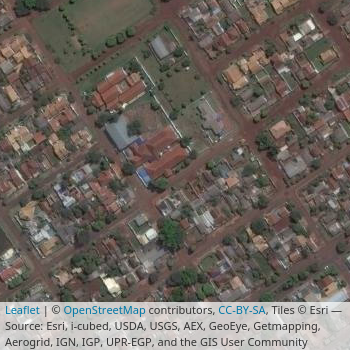 Leaflet | © OpenStreetMap contributors, CC-BY-SA, Tiles © Esri —
Source: Esri, i-cubed, USDA, USGS, AEX, GeoEye, Getmapping,
Aerogrid, IGN, IGP, UPR-EGP, and the GIS User Community